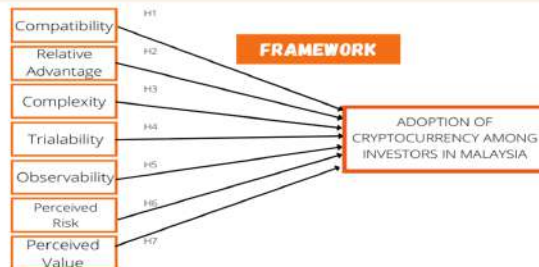 Compatibility
H1
FRAMEWORK
Relative
Advantage
H2
Complexity
H3
Trialability
H4
Observability
H5
Perceived
Risk
H6
Perceived
Value
H7
ADOPTION OF
CRYPTOCURRENCY AMONG
INVESTORS IN MALAYSIA